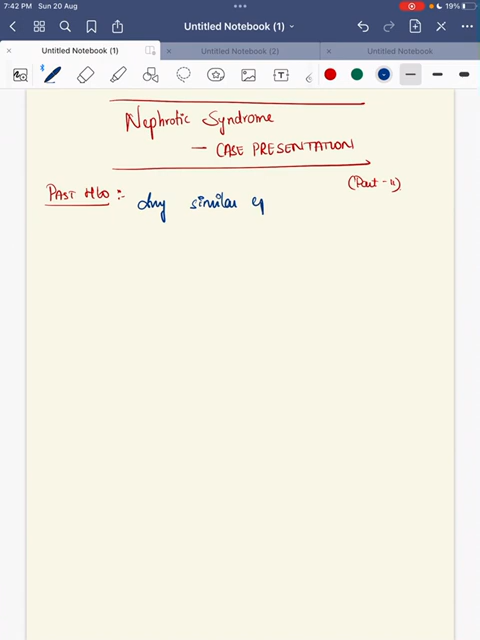 7:42 PM Sun 20 Aug
19%
Untitled Notebook (1)
Untitled Notebook (1)
Untitled Notebook (2)
Untitled Notebook
Nephrotic Syndrome
— CASE PRESENTATION
(Part - II)
PAST H/O :-
Any similar ep